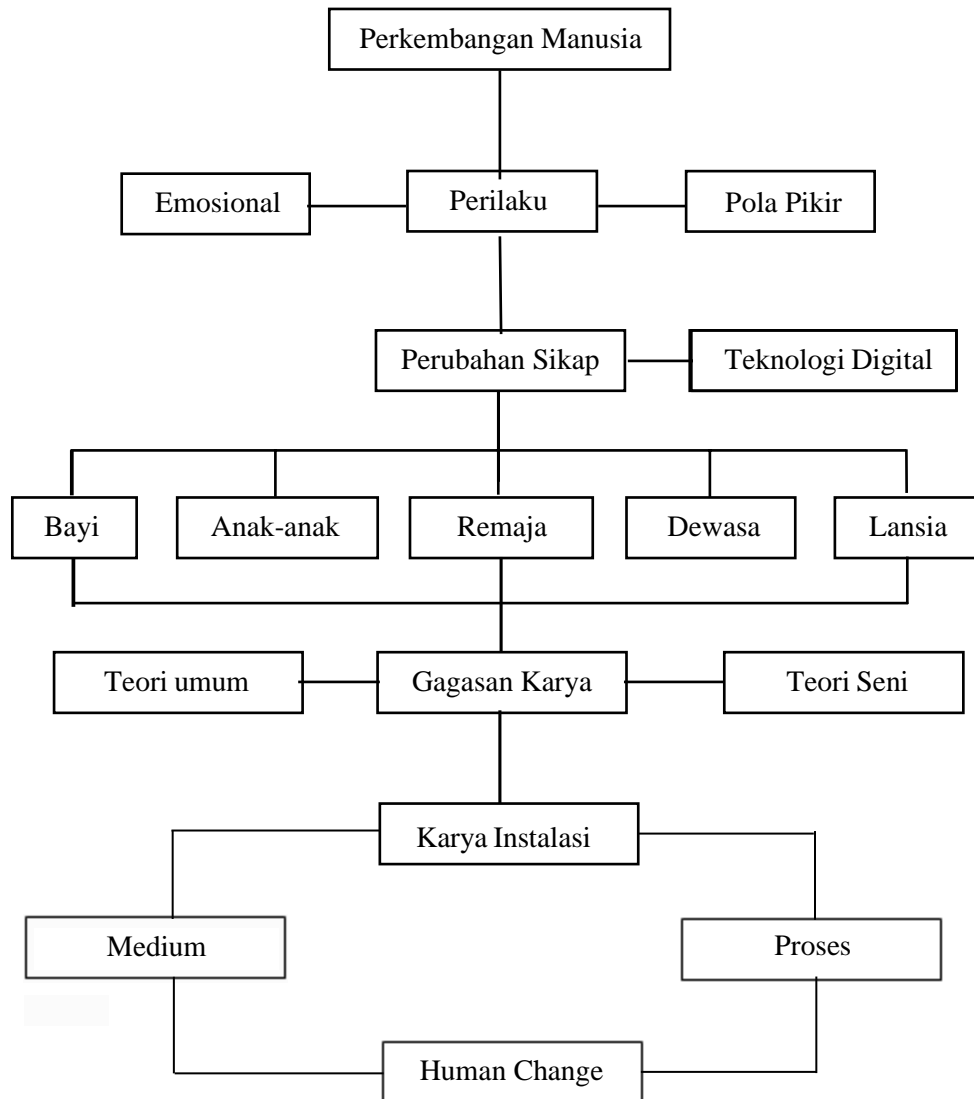 Perkembangan Manusia
Emosional
Perilaku
Pola Pikir
Perubahan Sikap
Teknologi Digital
Bayi
Anak-anak
Remaja
Dewasa
Lansia
Teori umum
Gagasan Karya
Teori Seni
Karya Instalasi
Medium
Proses
Human Change